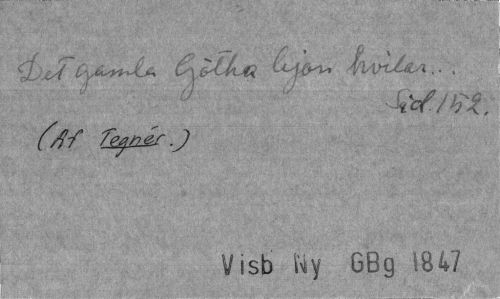 Det gamla Götha lejon hvilar...
Sid. 152.
(Af Tegnér.)
Visb Ny GBg 1847